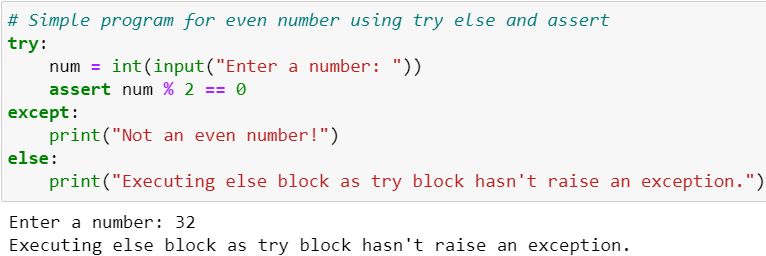 # Simple program for even number using try else and assert
try:
    num = int(input("Enter a number: "))
    assert num % 2 == 0
except:
    print("Not an even number!")
else:
    print("Executing else block as try block hasn't raise an exception.")
Enter a number: 32
Executing else block as try block hasn't raise an exception.